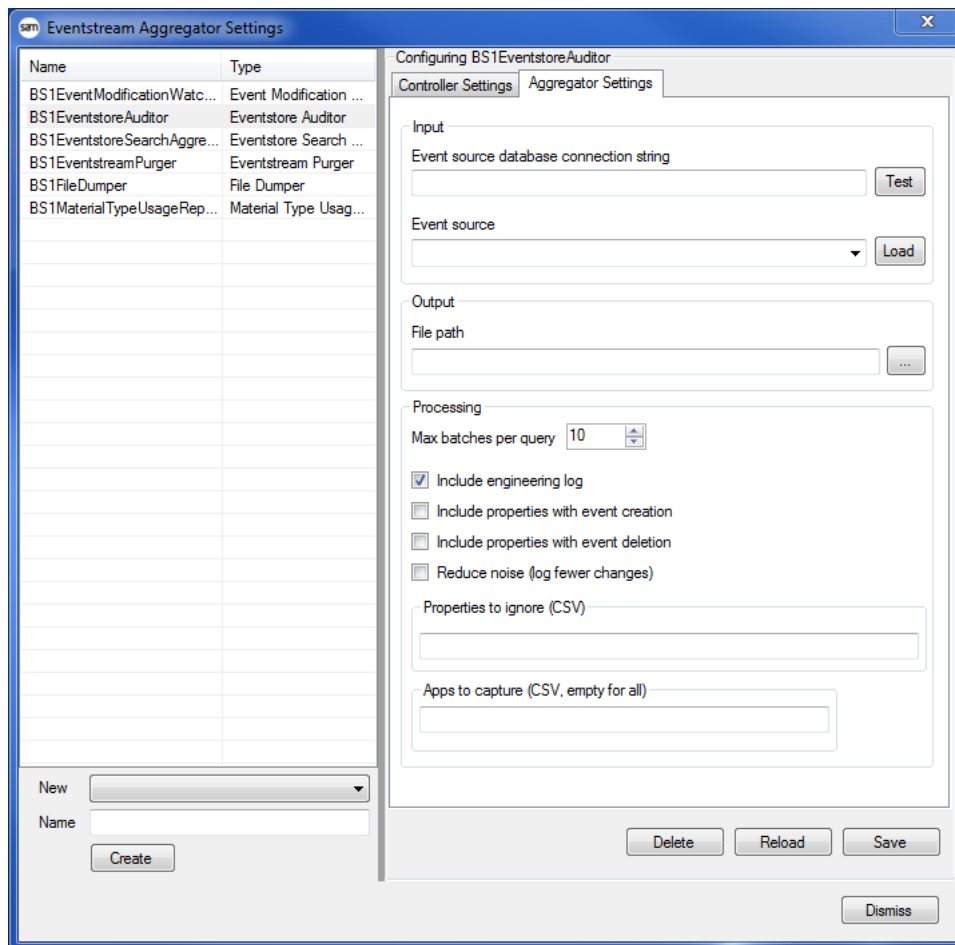 sam Eventstream Aggregator Settings
X
Name Type
BS1EventModificationWatc... Event Modification ...
BS1EventstoreAuditor Eventstore Auditor
BS1EventstoreSearchAggre... Eventstore Search ...
BS1EventstreamPurger Eventstream Purger
BS1FileDumper File Dumper
BS1MaterialTypeUsageRep... Material Type Usag...
New
Name
Create
Configuring BS1EventstoreAuditor
Controller Settings Aggregator Settings
Input
Event source database connection string
Test
Event source
Load
Output
File path
...
Processing
Max batches per query 10
Include engineering log
Include properties with event creation
Include properties with event deletion
Reduce noise (log fewer changes)
Properties to ignore (CSV)
Apps to capture (CSV, empty for all)
Delete Reload Save
Dismiss